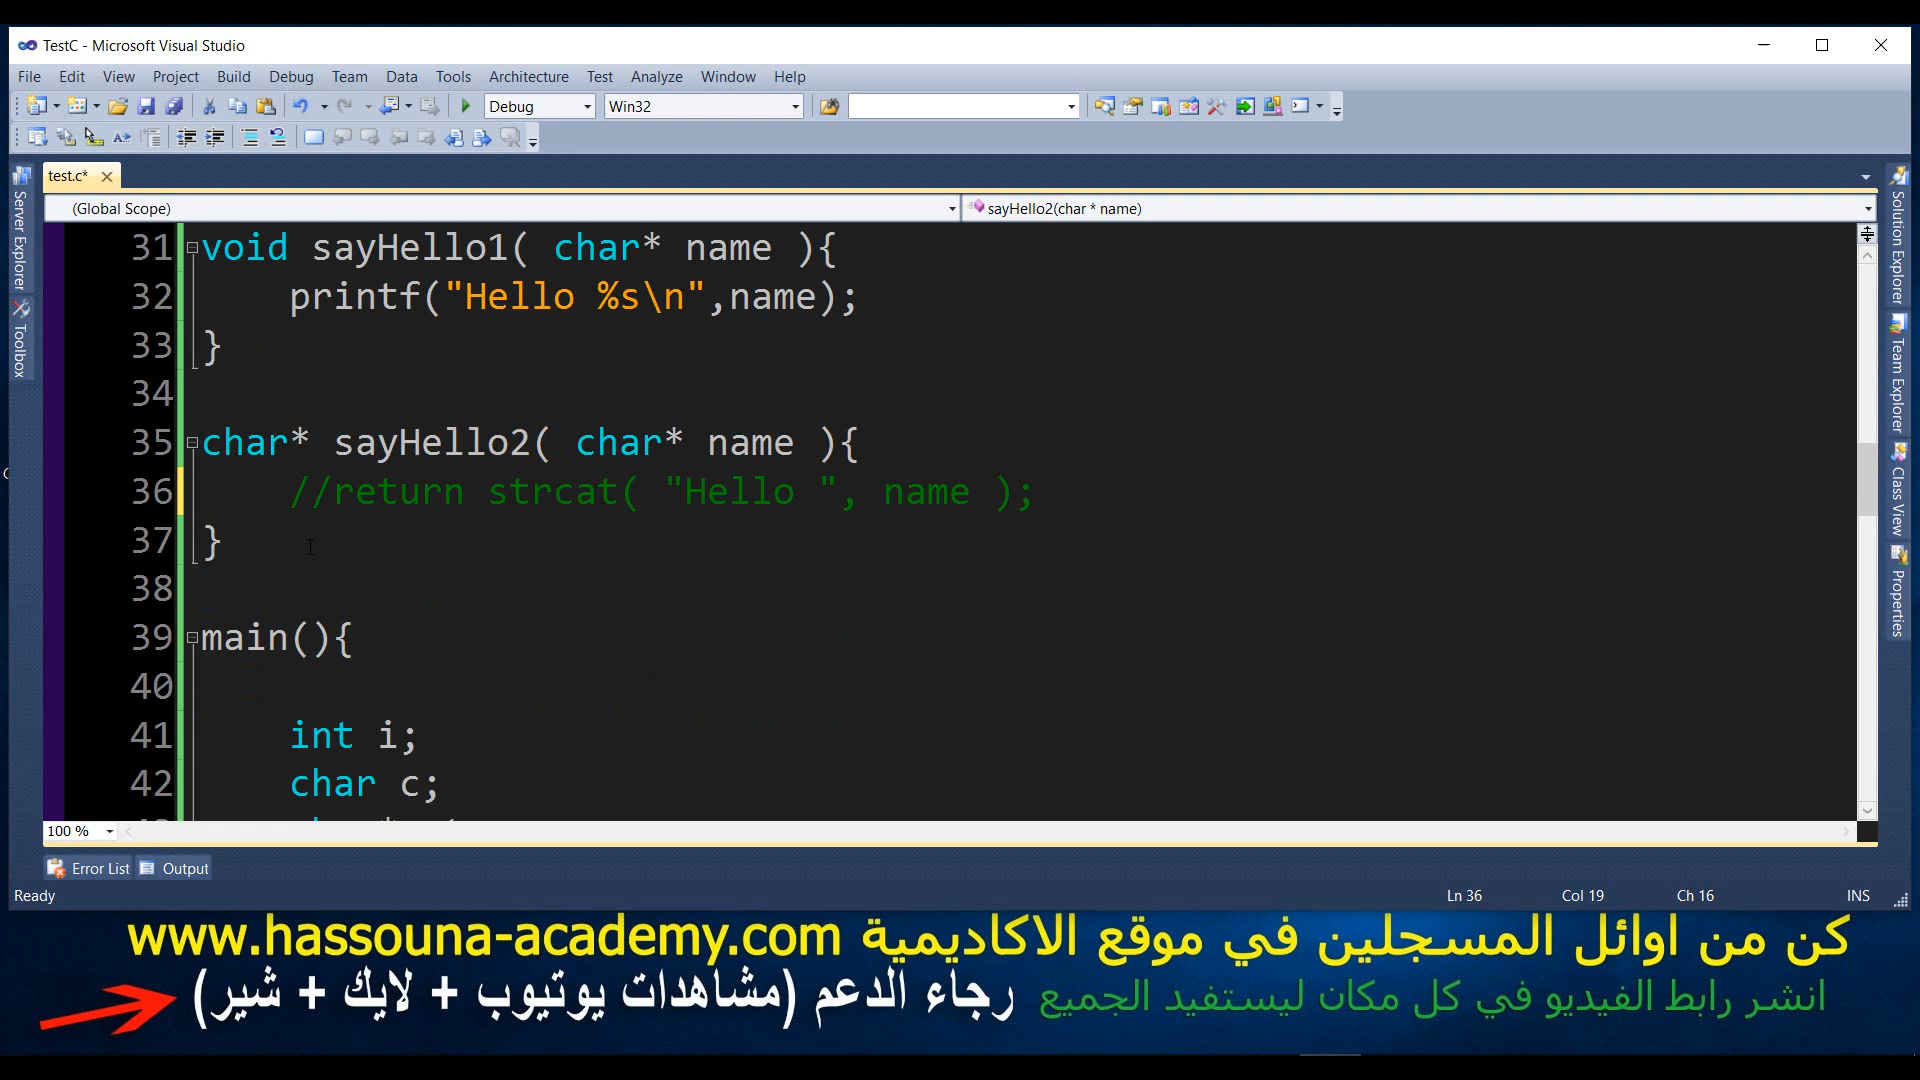 TestC - Microsoft Visual Studio
File Edit View Project Build Debug Team Data Tools Architecture Test Analyze Window Help
Debug Win32
test.c*
(Global Scope) sayHello2(char * name)
Server Explorer
Toolbox
31 void sayHello1( char* name ){
32 printf("Hello %s\n",name);
33 }
34
35 char* sayHello2( char* name ){
36 //return strcat( "Hello ", name );
37 }
38
39 main(){
40
41 int i;
42 char c;
Solution Explorer
Team Explorer
Class View
Properties
100 %
Error List Output
Ready Ln 36 Col 19 Ch 16 INS
كن من اوائل المسجلين في موقع الاكاديمية www.hassouna-academy.com
انشر رابط الفيديو في كل مكان ليستفيد الجميع رجاء الدعم (مشاهدات يوتيوب + لايك + شير)